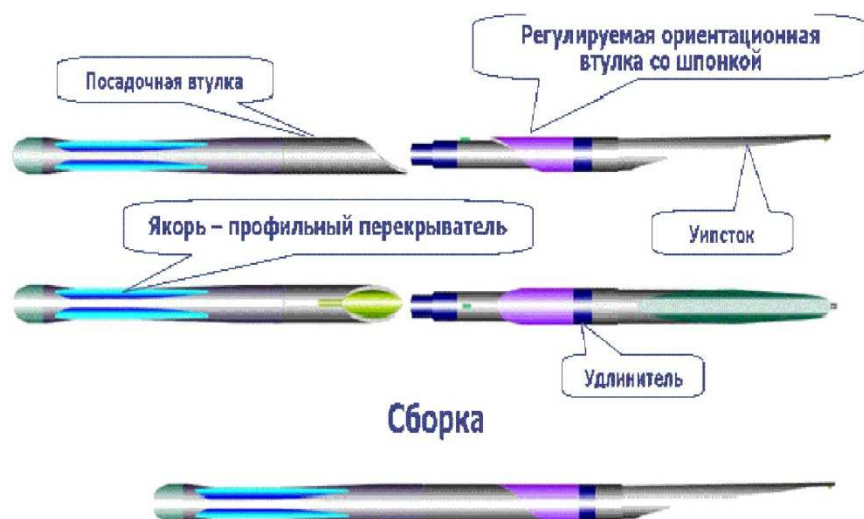 Регулируемая ориентационная
втулка со шпонкой
Посадочная втулка
Якорь – профильный перекрыватель
Уипсток
Удлинитель
Сборка